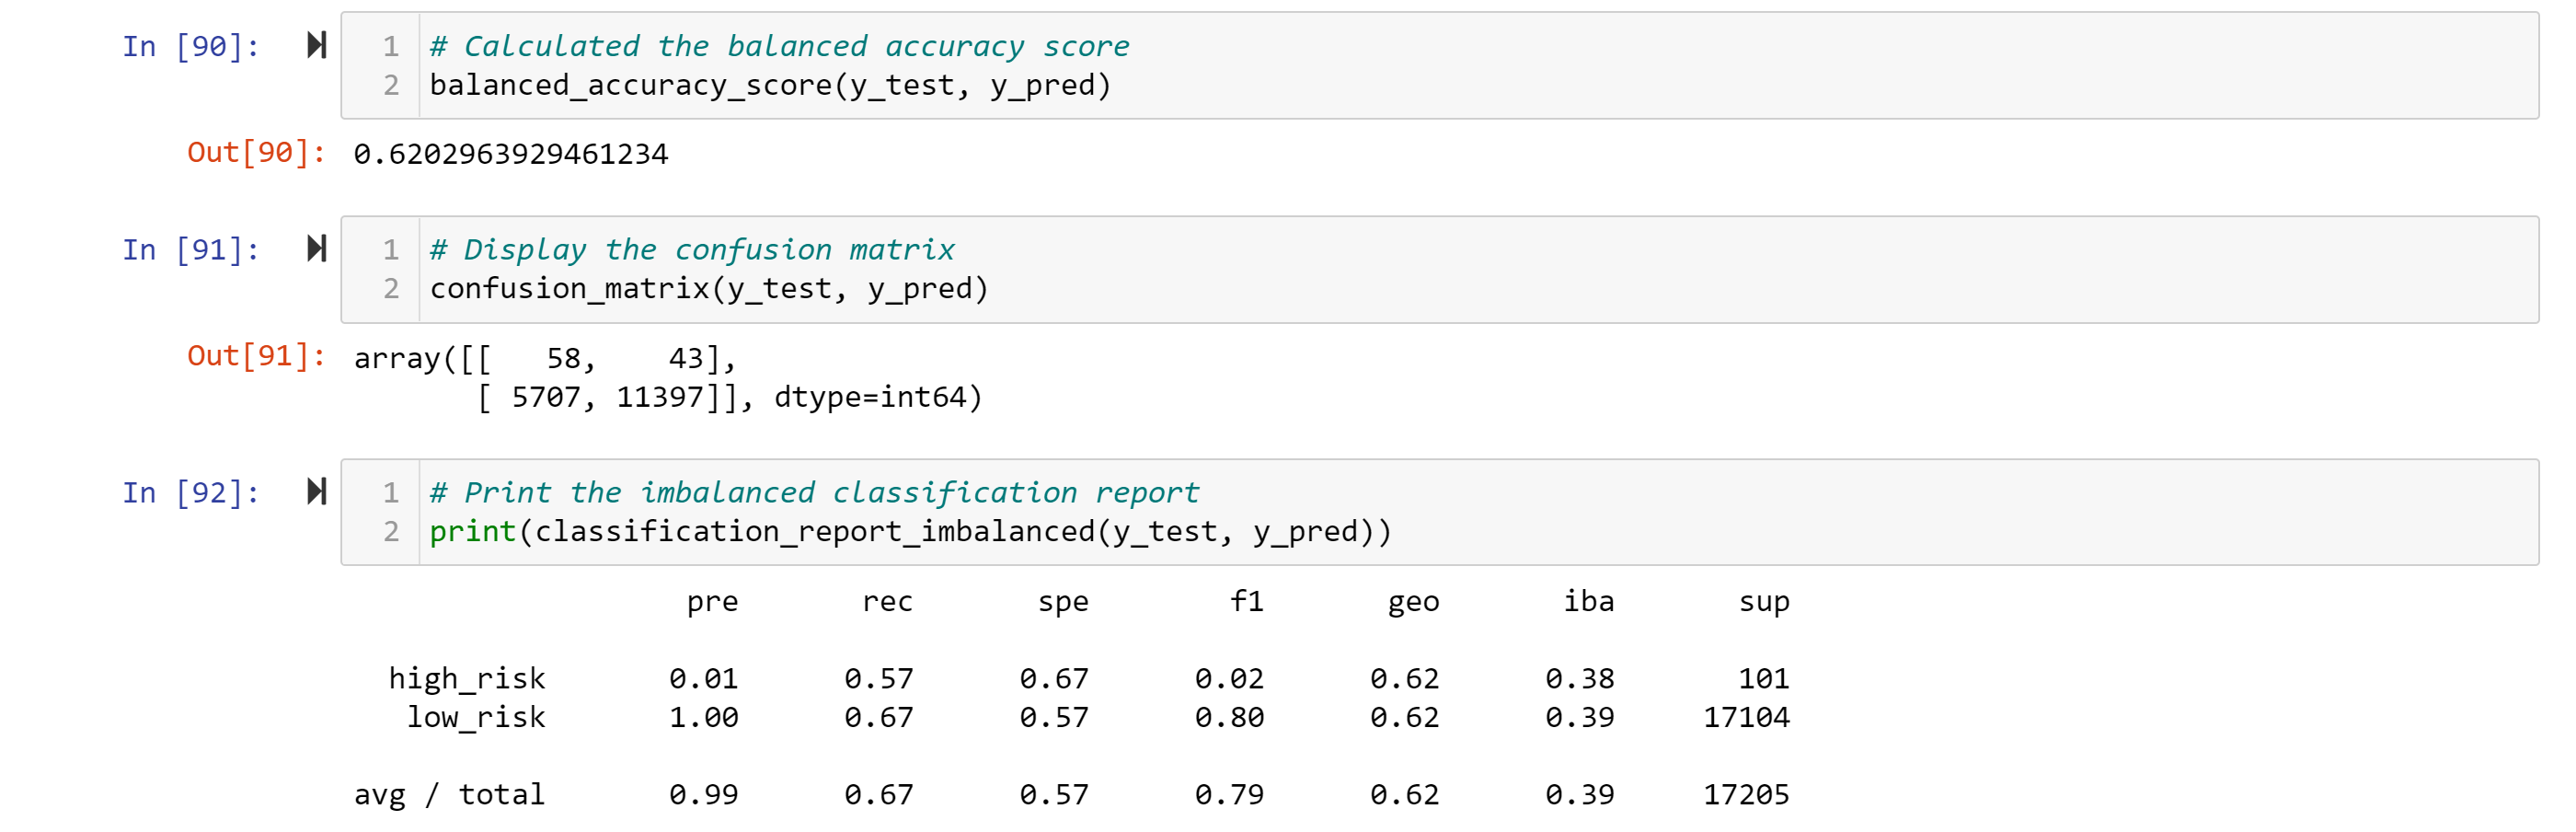 In [90]: 1 # Calculated the balanced accuracy score
2 balanced_accuracy_score(y_test, y_pred)
Out[90]: 0.6202963929461234
In [91]: 1 # Display the confusion matrix
2 confusion_matrix(y_test, y_pred)
Out[91]: array([[   58,    43],
       [ 5707, 11397]], dtype=int64)
In [92]: 1 # Print the imbalanced classification report
2 print(classification_report_imbalanced(y_test, y_pred))
pre rec spe f1 geo iba sup
high_risk 0.01 0.57 0.67 0.02 0.62 0.38 101
low_risk 1.00 0.67 0.57 0.80 0.62 0.39 17104
avg / total 0.99 0.67 0.57 0.79 0.62 0.39 17205